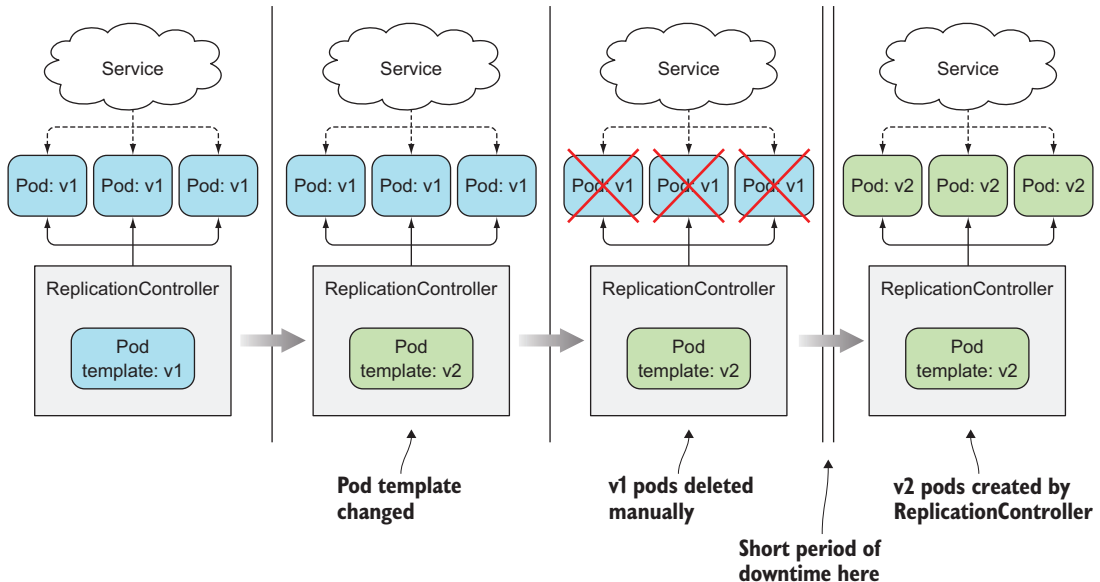 Service
Service
Service
Service
Pod: v1
Pod: v1
Pod: v1
Pod: v1
Pod: v1
Pod: v1
Pod: v1
Pod: v1
Pod: v1
Pod: v2
Pod: v2
Pod: v2
ReplicationController
ReplicationController
ReplicationController
ReplicationController
Pod
template: v1
Pod
template: v2
Pod
template: v2
Pod
template: v2
Pod template
changed
v1 pods deleted
manually
Short period of
downtime here
v2 pods created by
ReplicationController